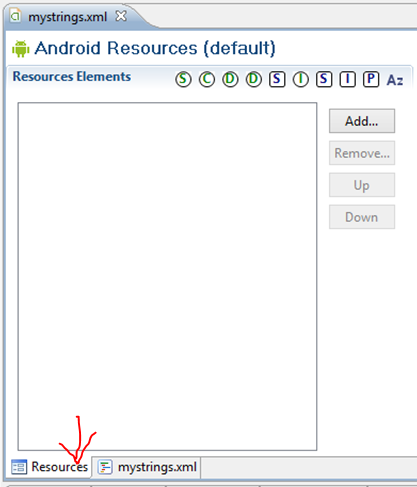 mystrings.xml
Android Resources (default)
Resources Elements S C D D S I S I P Az
Add...
Remove...
Up
Down
Resources mystrings.xml